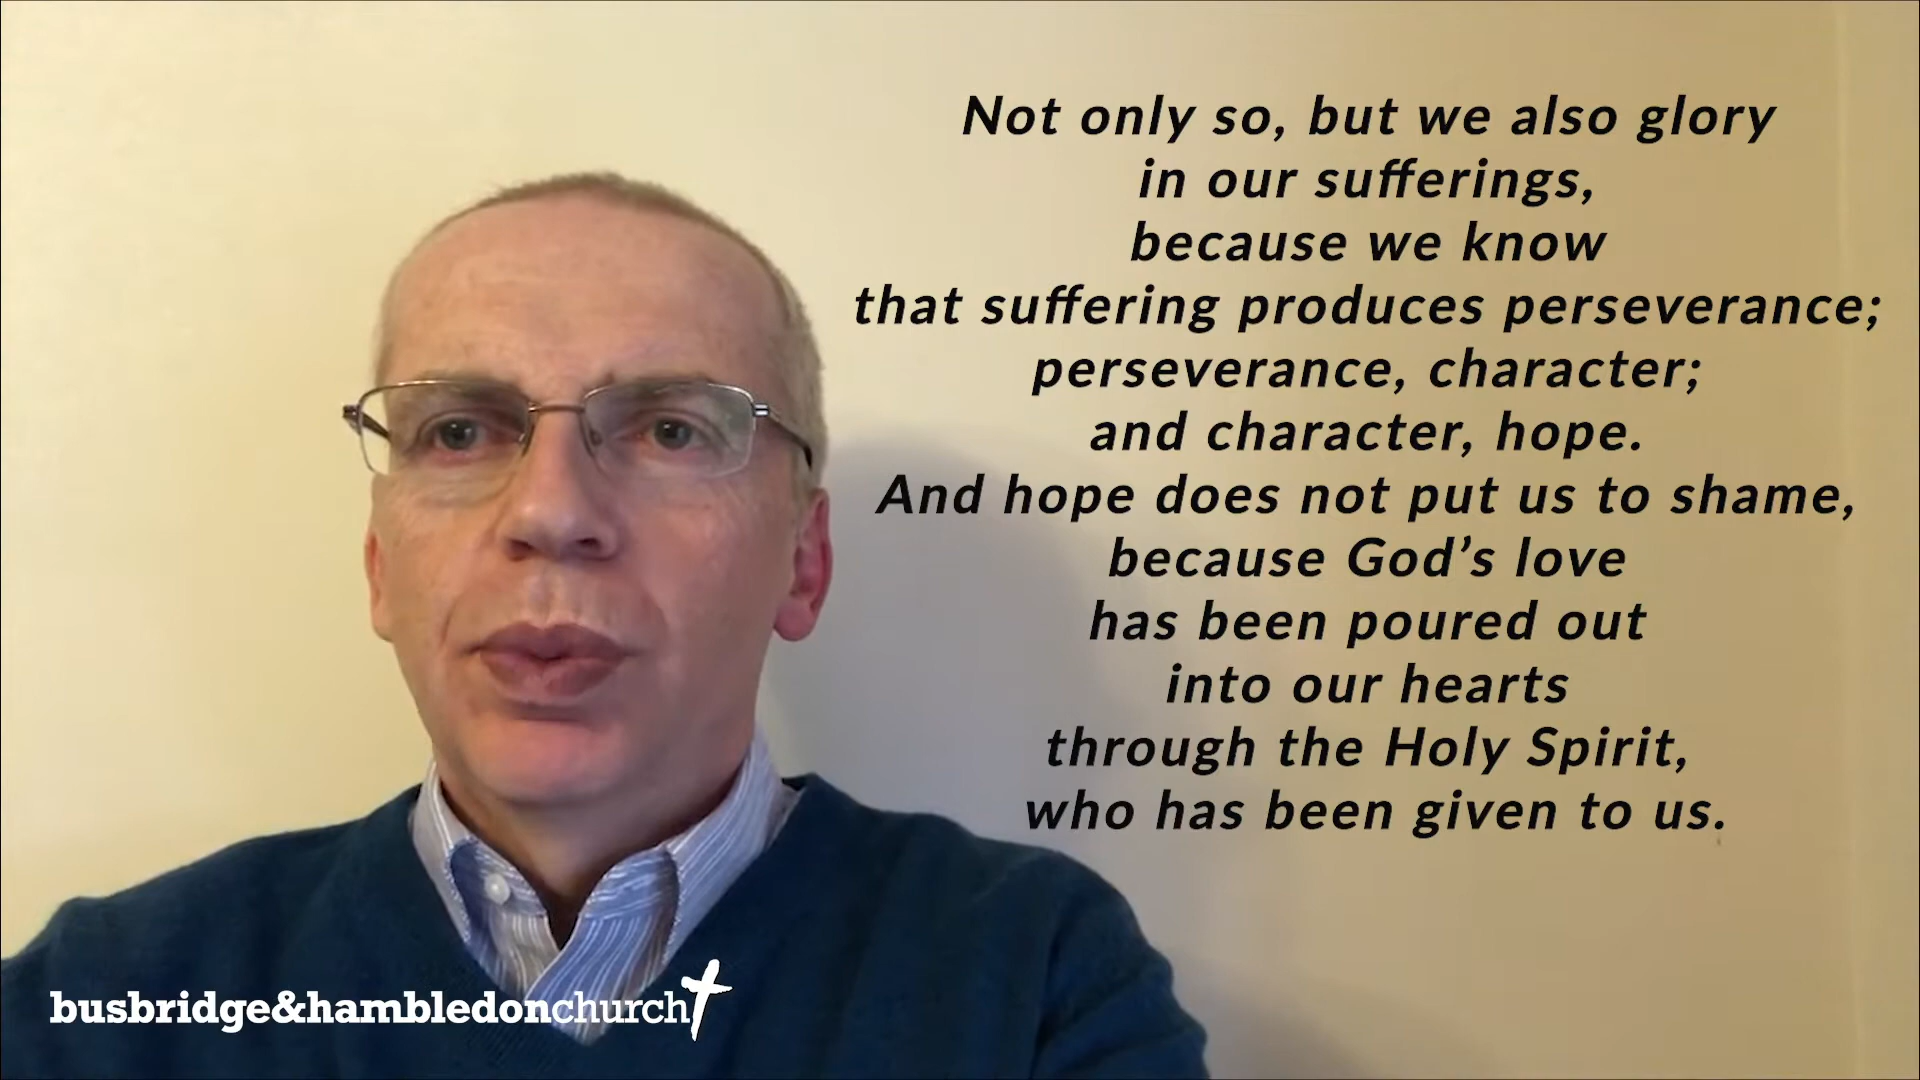 Not only so, but we also glory
in our sufferings,
because we know
that suffering produces perseverance;
perseverance, character;
and character, hope.
And hope does not put us to shame,
because God’s love
has been poured out
into our hearts
through the Holy Spirit,
who has been given to us.
busbridge&hambledonchurch